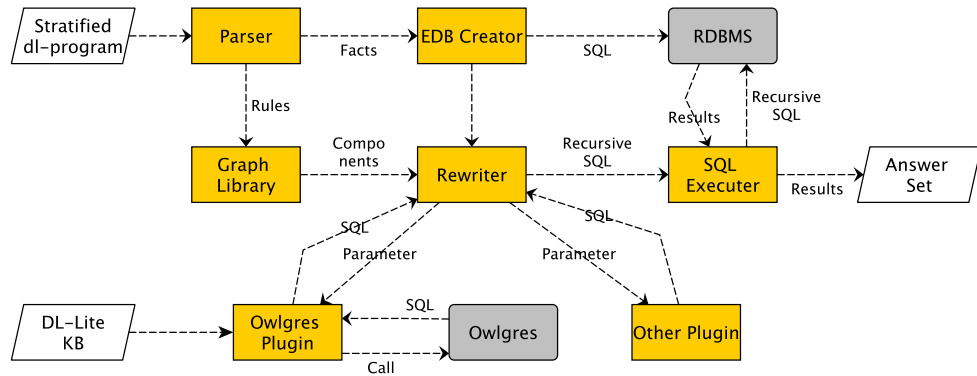 Stratified
dl-program
Parser
Facts
EDB Creator
SQL
RDBMS
Rules
Results
Recursive
SQL
Graph
Library
Compo
nents
Rewriter
Recursive
SQL
SQL
Executer
Results
Answer
Set
SQL
Parameter
Parameter
SQL
DL-Lite
KB
Owlgres
Plugin
SQL
Call
Owlgres
Other Plugin